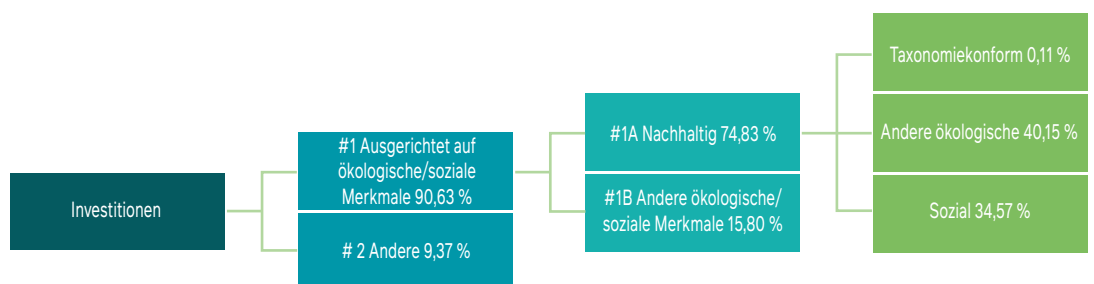 Investitionen
#1 Ausgerichtet auf
ökologische/soziale
Merkmale 90,63 %
# 2 Andere 9,37 %
#1A Nachhaltig 74,83 %
#1B Andere ökologische/
soziale Merkmale 15,80 %
Taxonomiekonform 0,11 %
Andere ökologische 40,15 %
Sozial 34,57 %